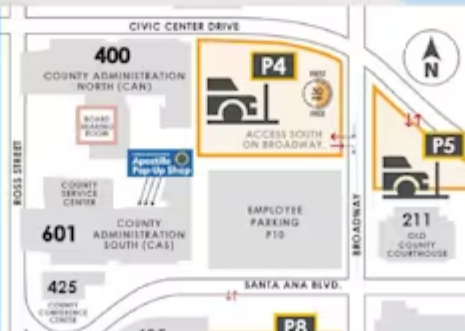 CIVIC CENTER DRIVE
400
COUNTY ADMINISTRATION
NORTH (CAN)
P4
FIRST
30
FREE
N
BOARD
HEARING
ROOM
ACCESS SOUTH
ON BROADWAY.
P5
Apostille
Pop-Up Shop
ROSS STREET
COUNTY
SERVICE
CENTER
601
COUNTY
ADMINISTRATION
SOUTH (CAS)
EMPLOYEE
PARKING
P10
BROADWAY
211
OLD
COUNTY
COURTHOUSE
425
COUNTY
CONFERENCE
CENTER
SANTA ANA BLVD.
P8